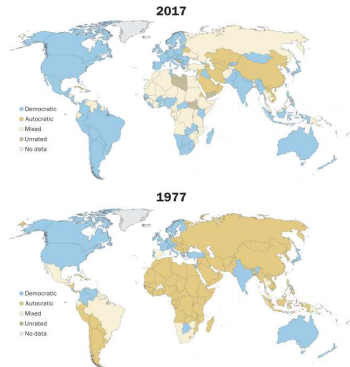 2017
Democratic
Autocratic
Mixed
Unrated
No data
1977
Democratic
Autocratic
Mixed
Unrated
No data